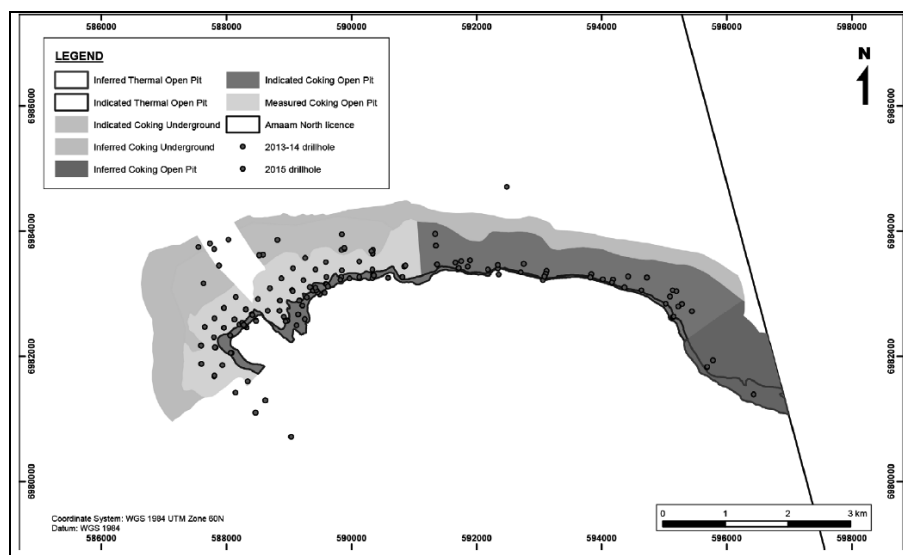 586000 588000 590000 592000 594000 596000 598000
LEGEND
Inferred Thermal Open Pit
Indicated Thermal Open Pit
Indicated Coking Underground
Inferred Coking Underground
Inferred Coking Open Pit
Indicated Coking Open Pit
Measured Coking Open Pit
Amaam North licence
2013-14 drillhole
2015 drillhole
N
6986000 6986000
6984000 6984000
6982000 6982000
6980000 6980000
Coordinate System: WGS 1984 UTM Zone 60N
Datum: WGS 1984
0 1 2 3 km
586000 588000 590000 592000 594000 596000 598000